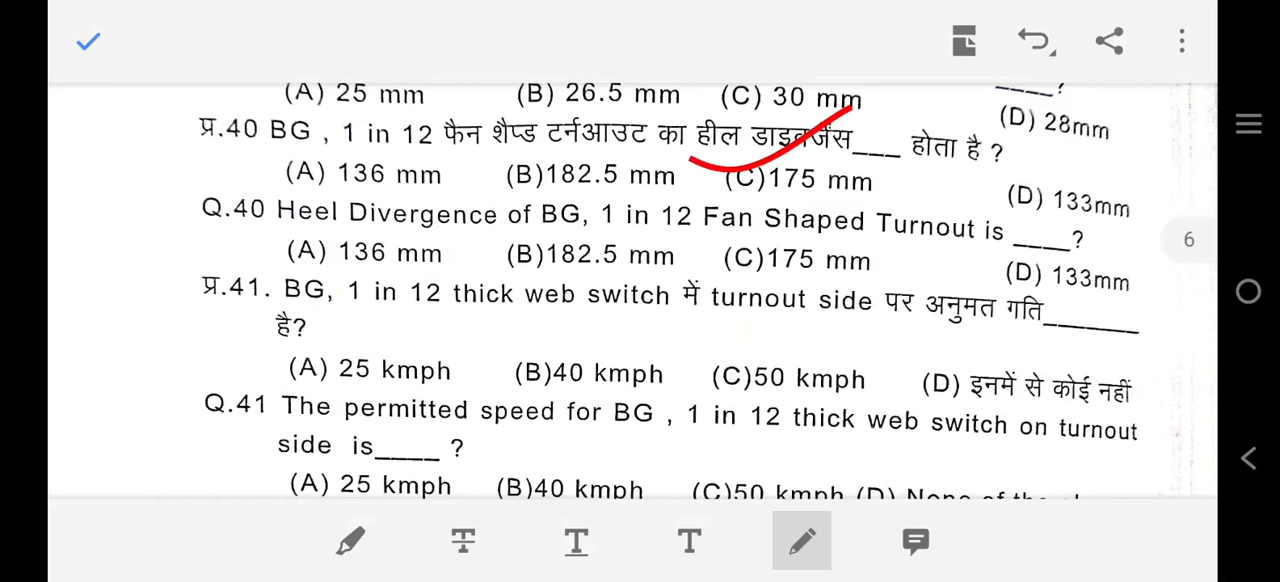 (A) 25 mm (B) 26.5 mm (C) 30 mm (D) 28mm
प्र.40 BG , 1 in 12 फैन शैप्ड टर्नआउट का हील डाइवर्जेंस___ होता है ?
(A) 136 mm (B)182.5 mm (C)175 mm (D) 133mm
Q.40 Heel Divergence of BG, 1 in 12 Fan Shaped Turnout is ____?
(A) 136 mm (B)182.5 mm (C)175 mm (D) 133mm
6
प्र.41. BG, 1 in 12 thick web switch में turnout side पर अनुमत गति_______
है?
(A) 25 kmph (B)40 kmph (C)50 kmph (D) इनमें से कोई नहीं
Q.41 The permitted speed for BG , 1 in 12 thick web switch on turnout
side is____ ?
(A) 25 kmph (B)40 kmph (C)50 kmph (D) None of the